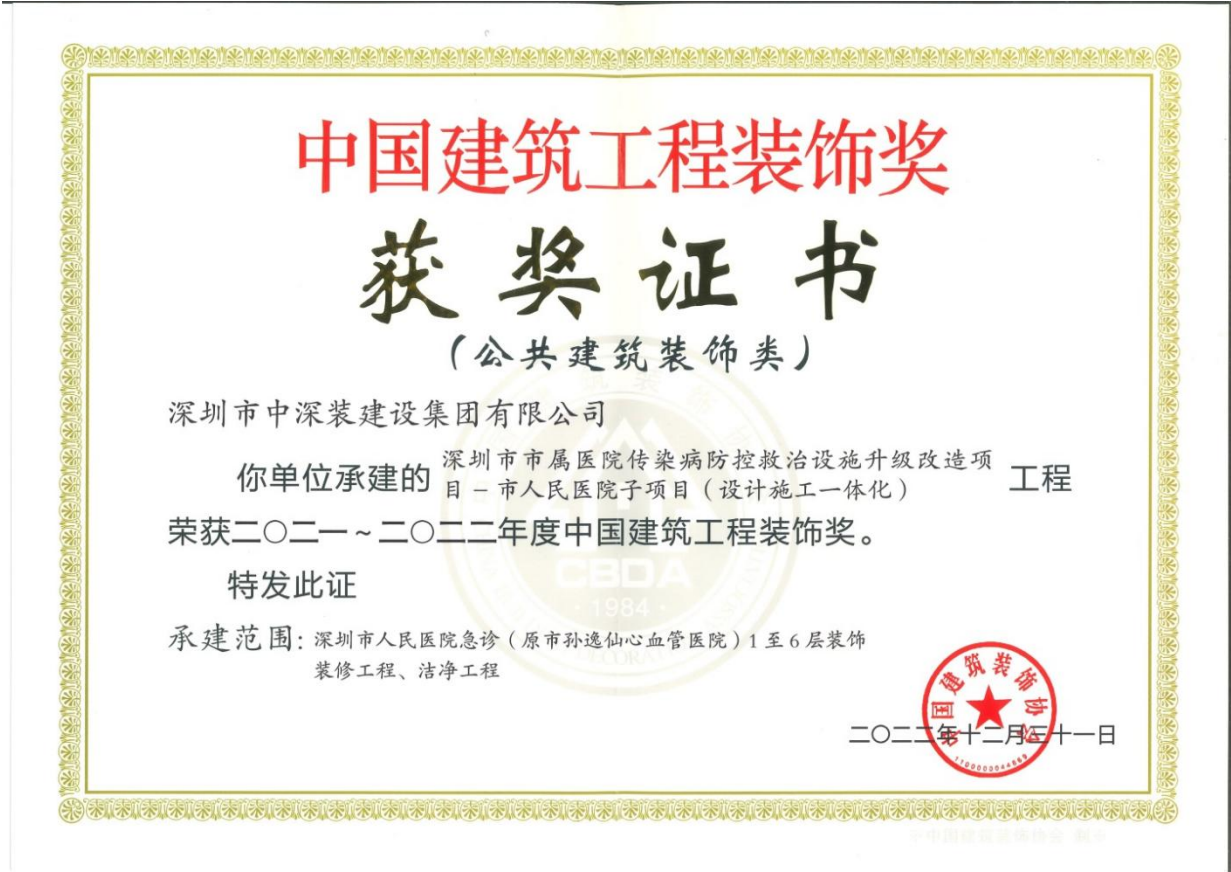 中国建筑工程装饰奖
获奖证书
（公共建筑装饰类）
深圳市中深装建设集团有限公司
你单位承建的 深圳市市属医院传染病防控救治设施升级改造项
目－市人民医院子项目（设计施工一体化） 工程
荣获二〇二一～二〇二二年度中国建筑工程装饰奖。
特发此证
承建范围：深圳市人民医院急诊（原市孙逸仙心血管医院）1至6层装饰
装修工程、洁净工程
CBDA
·1984·
中国建筑装饰协会
二〇二二年十二月三十一日